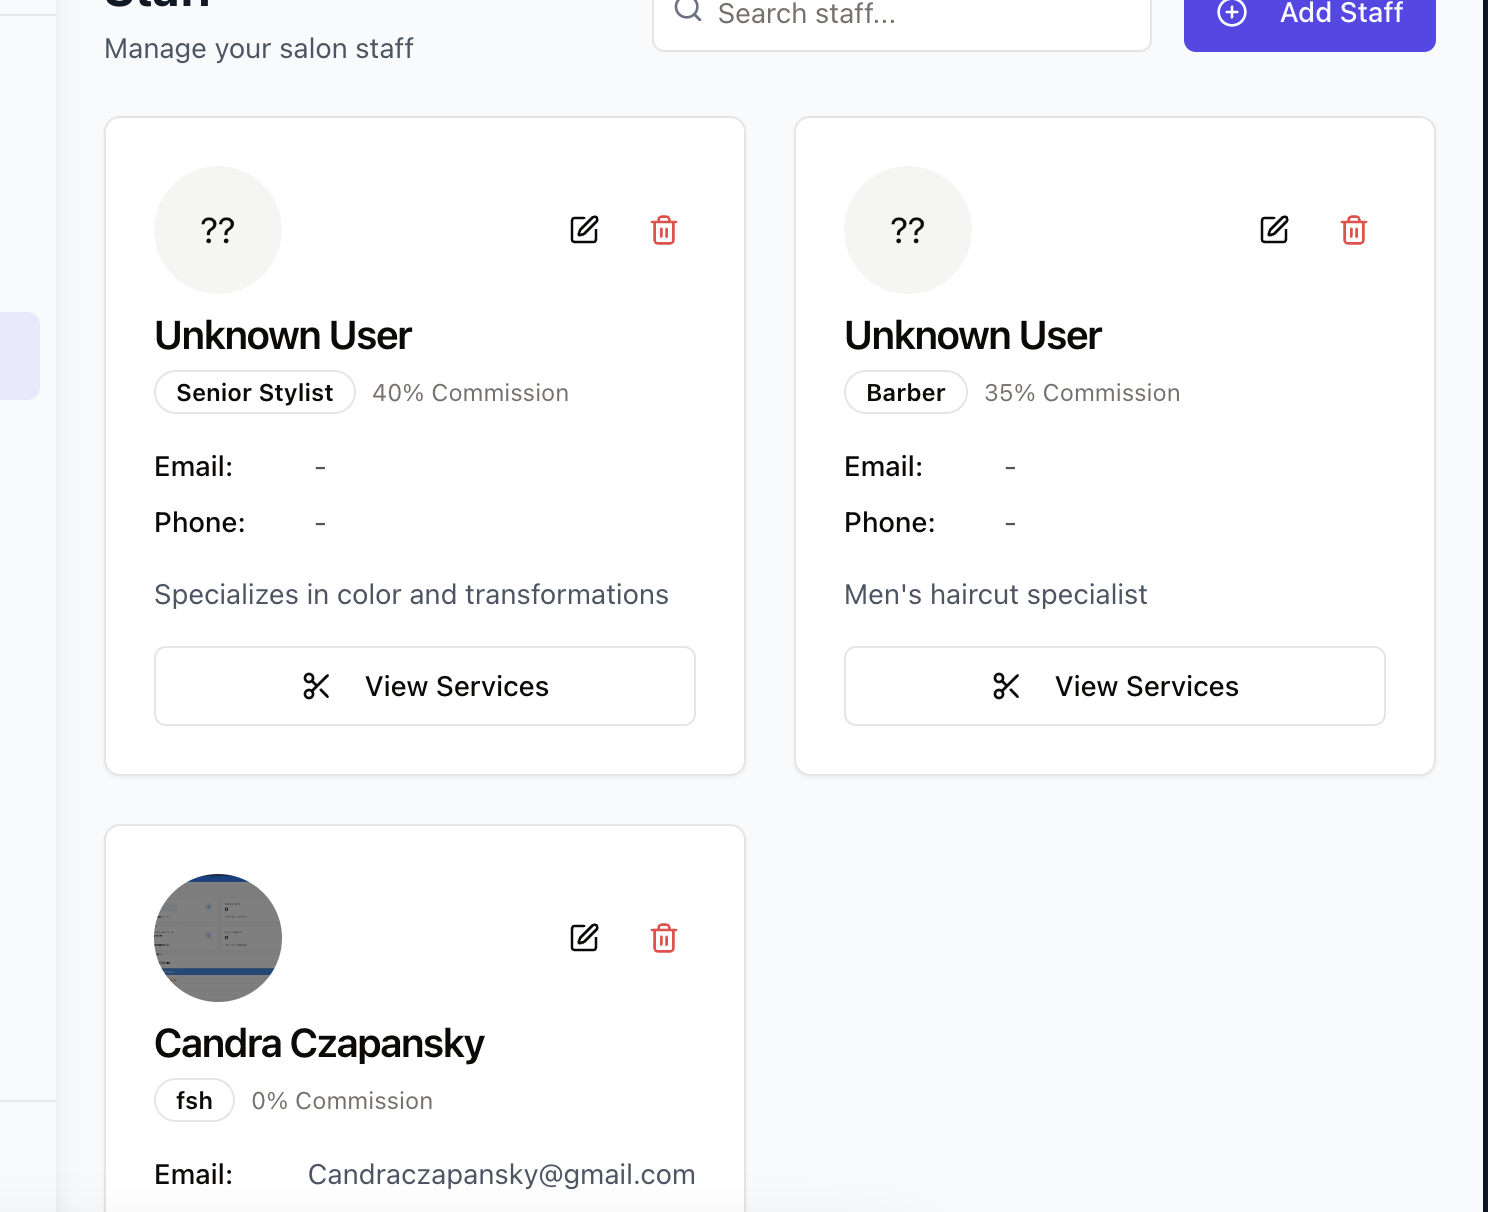 Staff
Search staff...
Add Staff
Manage your salon staff
??
Unknown User
Senior Stylist 40% Commission
Email: -
Phone: -
Specializes in color and transformations
View Services
??
Unknown User
Barber 35% Commission
Email: -
Phone: -
Men's haircut specialist
View Services
Candra Czapansky
fsh 0% Commission
Email: Candraczapansky@gmail.com